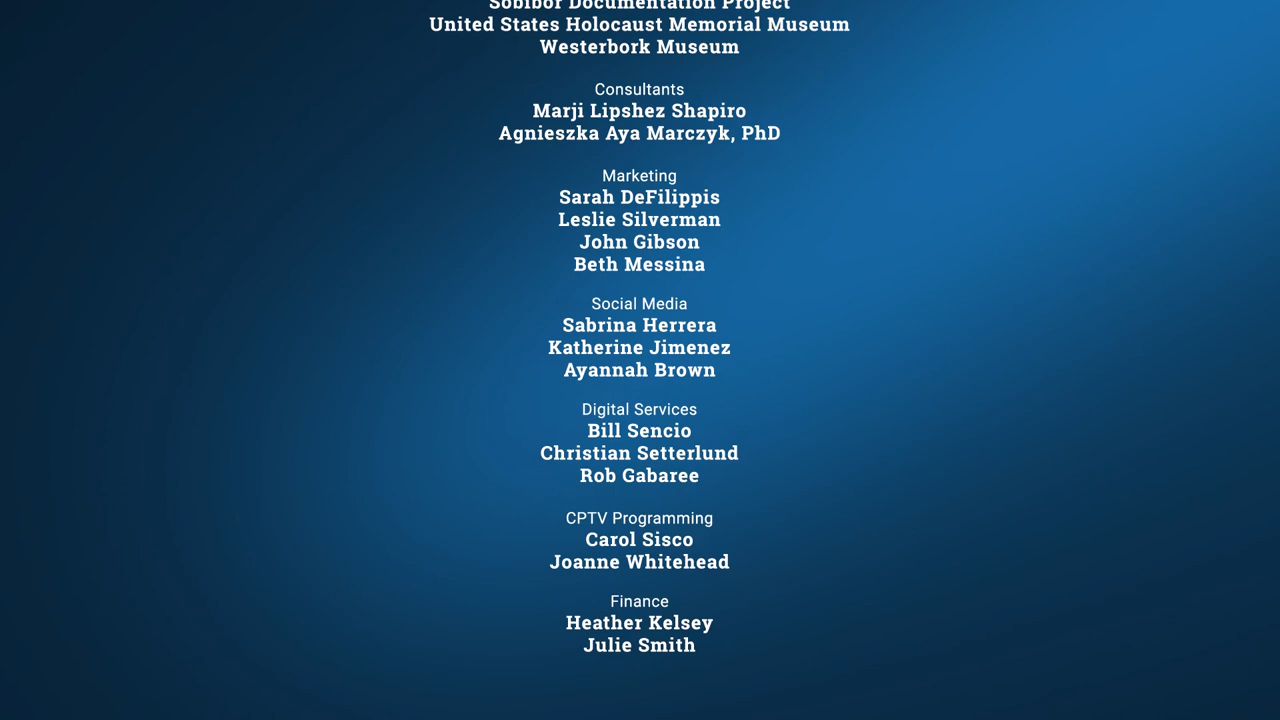 Sobibor Documentation Project
United States Holocaust Memorial Museum
Westerbork Museum
Consultants
Marji Lipshez Shapiro
Agnieszka Aya Marczyk, PhD
Marketing
Sarah DeFilippis
Leslie Silverman
John Gibson
Beth Messina
Social Media
Sabrina Herrera
Katherine Jimenez
Ayannah Brown
Digital Services
Bill Sencio
Christian Setterlund
Rob Gabaree
CPTV Programming
Carol Sisco
Joanne Whitehead
Finance
Heather Kelsey
Julie Smith